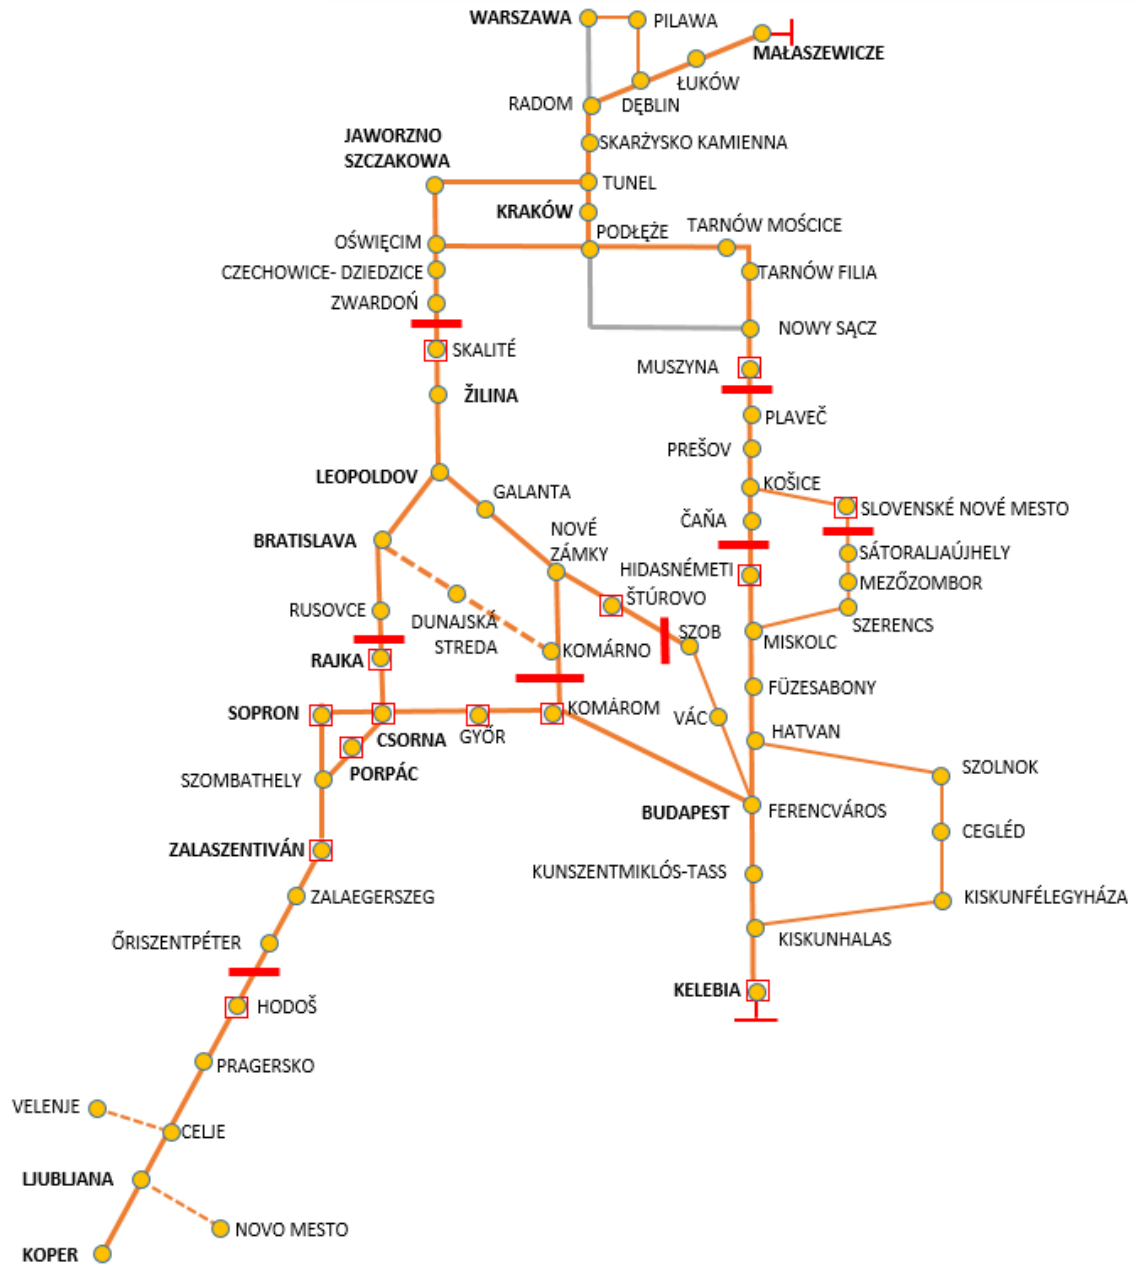 WARSZAWA
PILAWA
MAŁASZEWICZE
ŁUKÓW
RADOM
DĘBLIN
JAWORZNO
SZCZAKOWA
SKARŻYSKO KAMIENNA
TUNEL
KRAKÓW
PODŁĘŻE
TARNÓW MOŚCICE
OŚWIĘCIM
CZECHOWICE- DZIEDZICE
TARNÓW FILIA
ZWARDOŃ
NOWY SĄCZ
SKALITÉ
MUSZYNA
ŽILINA
PLAVEČ
PREŠOV
LEOPOLDOV
KOŠICE
GALANTA
SLOVENSKÉ NOVÉ MESTO
ČAŇA
BRATISLAVA
NOVÉ
ZÁMKY
SÁTORALJAÚJHELY
HIDASNÉMETI
MEZŐZOMBOR
RUSOVCE
ŠTÚROVO
DUNAJSKÁ
STREDA
SZERENCS
SZOB
MISKOLC
KOMÁRNO
RAJKA
FÜZESABONY
SOPRON
KOMÁROM
CSORNA
GYŐR
VÁC
HATVAN
PORPÁC
SZOMBATHELY
SZOLNOK
BUDAPEST
FERENCVÁROS
CEGLÉD
ZALASZENTIVÁN
KUNSZENTMIKLÓS-TASS
ZALAEGERSZEG
KISKUNFÉLEGYHÁZA
ŐRISZENTPÉTER
KISKUNHALAS
KELEBIA
HODOŠ
PRAGERSKO
VELENJE
CELJE
LJUBLJANA
NOVO MESTO
KOPER